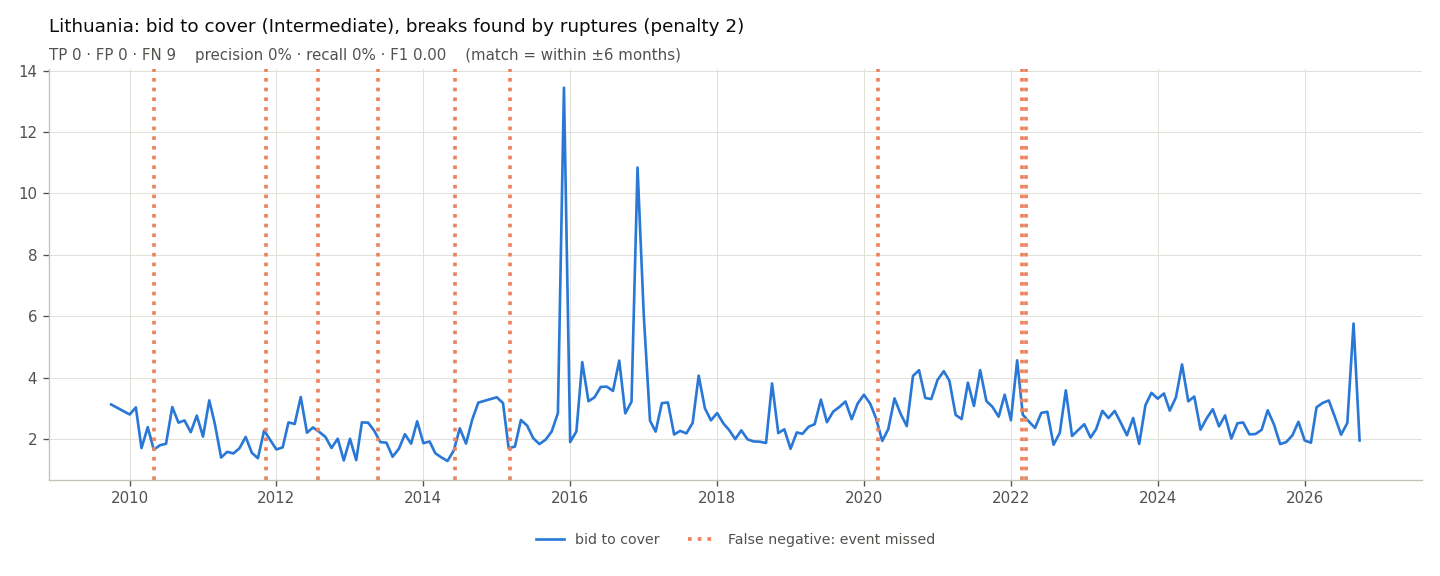 Lithuania: bid to cover (Intermediate), breaks found by ruptures (penalty 2)
TP 0 · FP 0 · FN 9    precision 0% · recall 0% · F1 0.00    (match = within ±6 months)
14
12
10
8
6
4
2
2010 2012 2014 2016 2018 2020 2022 2024 2026
bid to cover    False negative: event missed